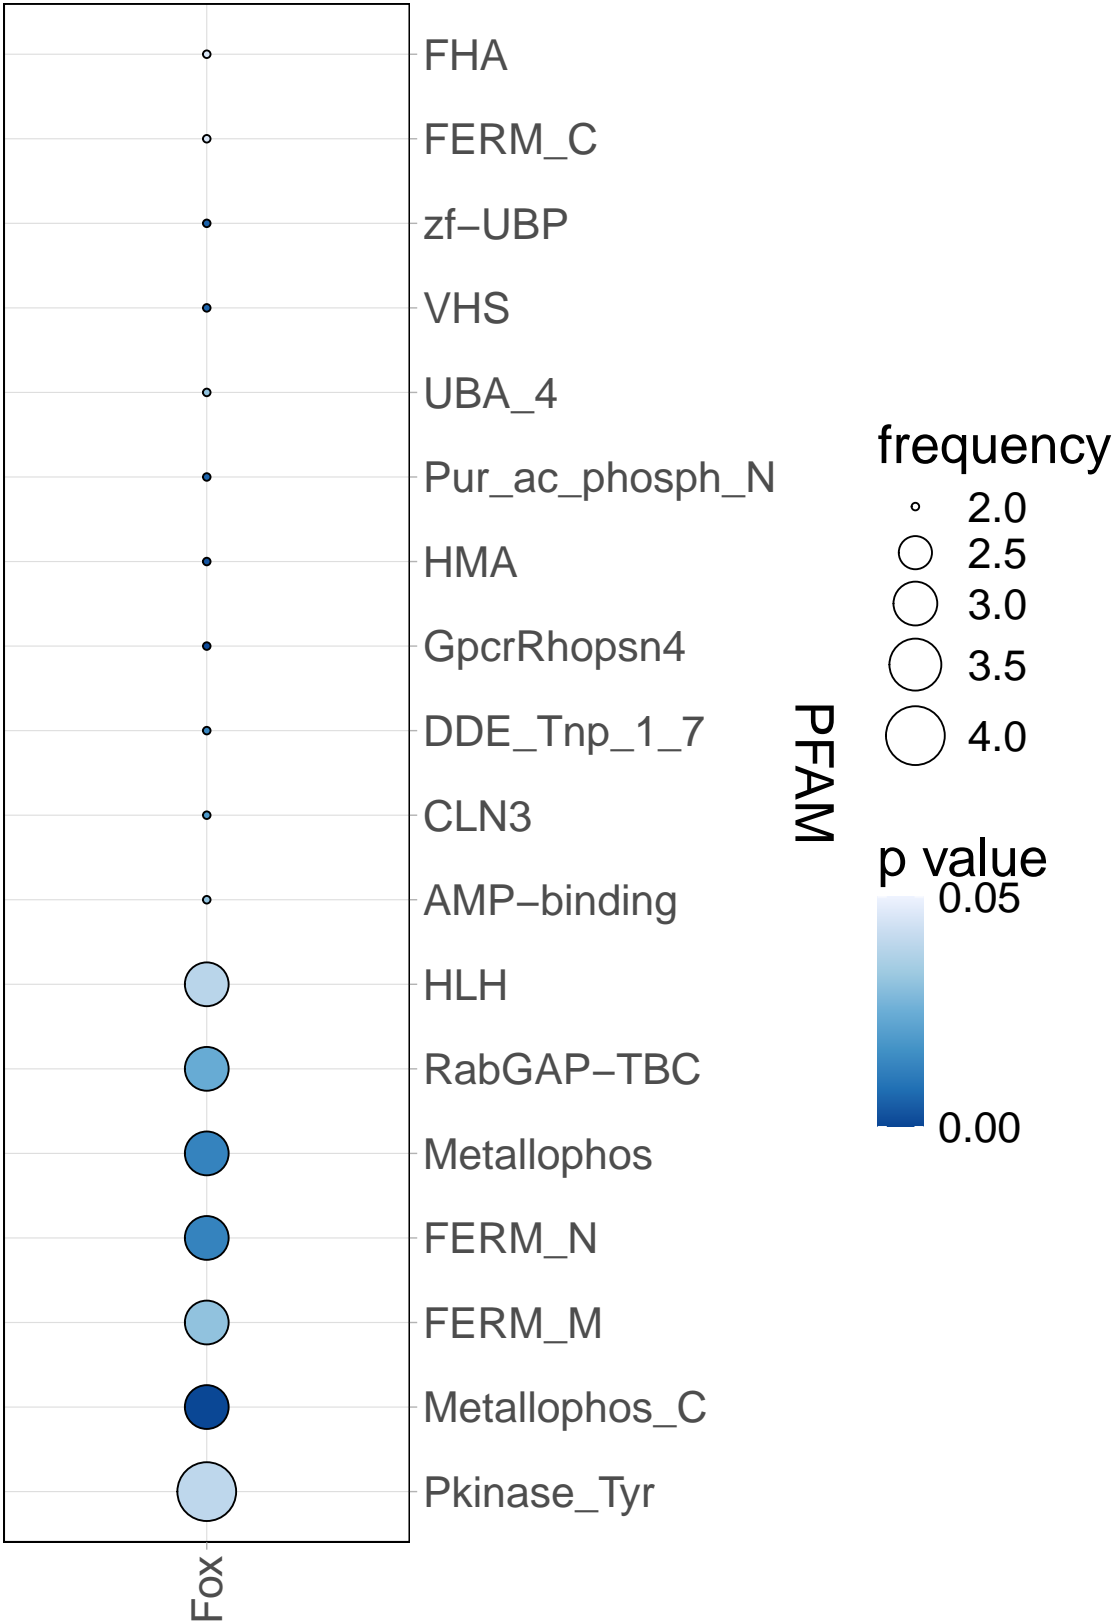 FHA
FERM_C
zf−UBP
VHS
UBA_4
Pur_ac_phosph_N
HMA
GpcrRhopsn4
DDE_Tnp_1_7
CLN3
AMP−binding
HLH
RabGAP−TBC
Metallophos
FERM_N
FERM_M
Metallophos_C
Pkinase_Tyr
Fox
PFAM
frequency
2.0
2.5
3.0
3.5
4.0
p value
0.05
0.00